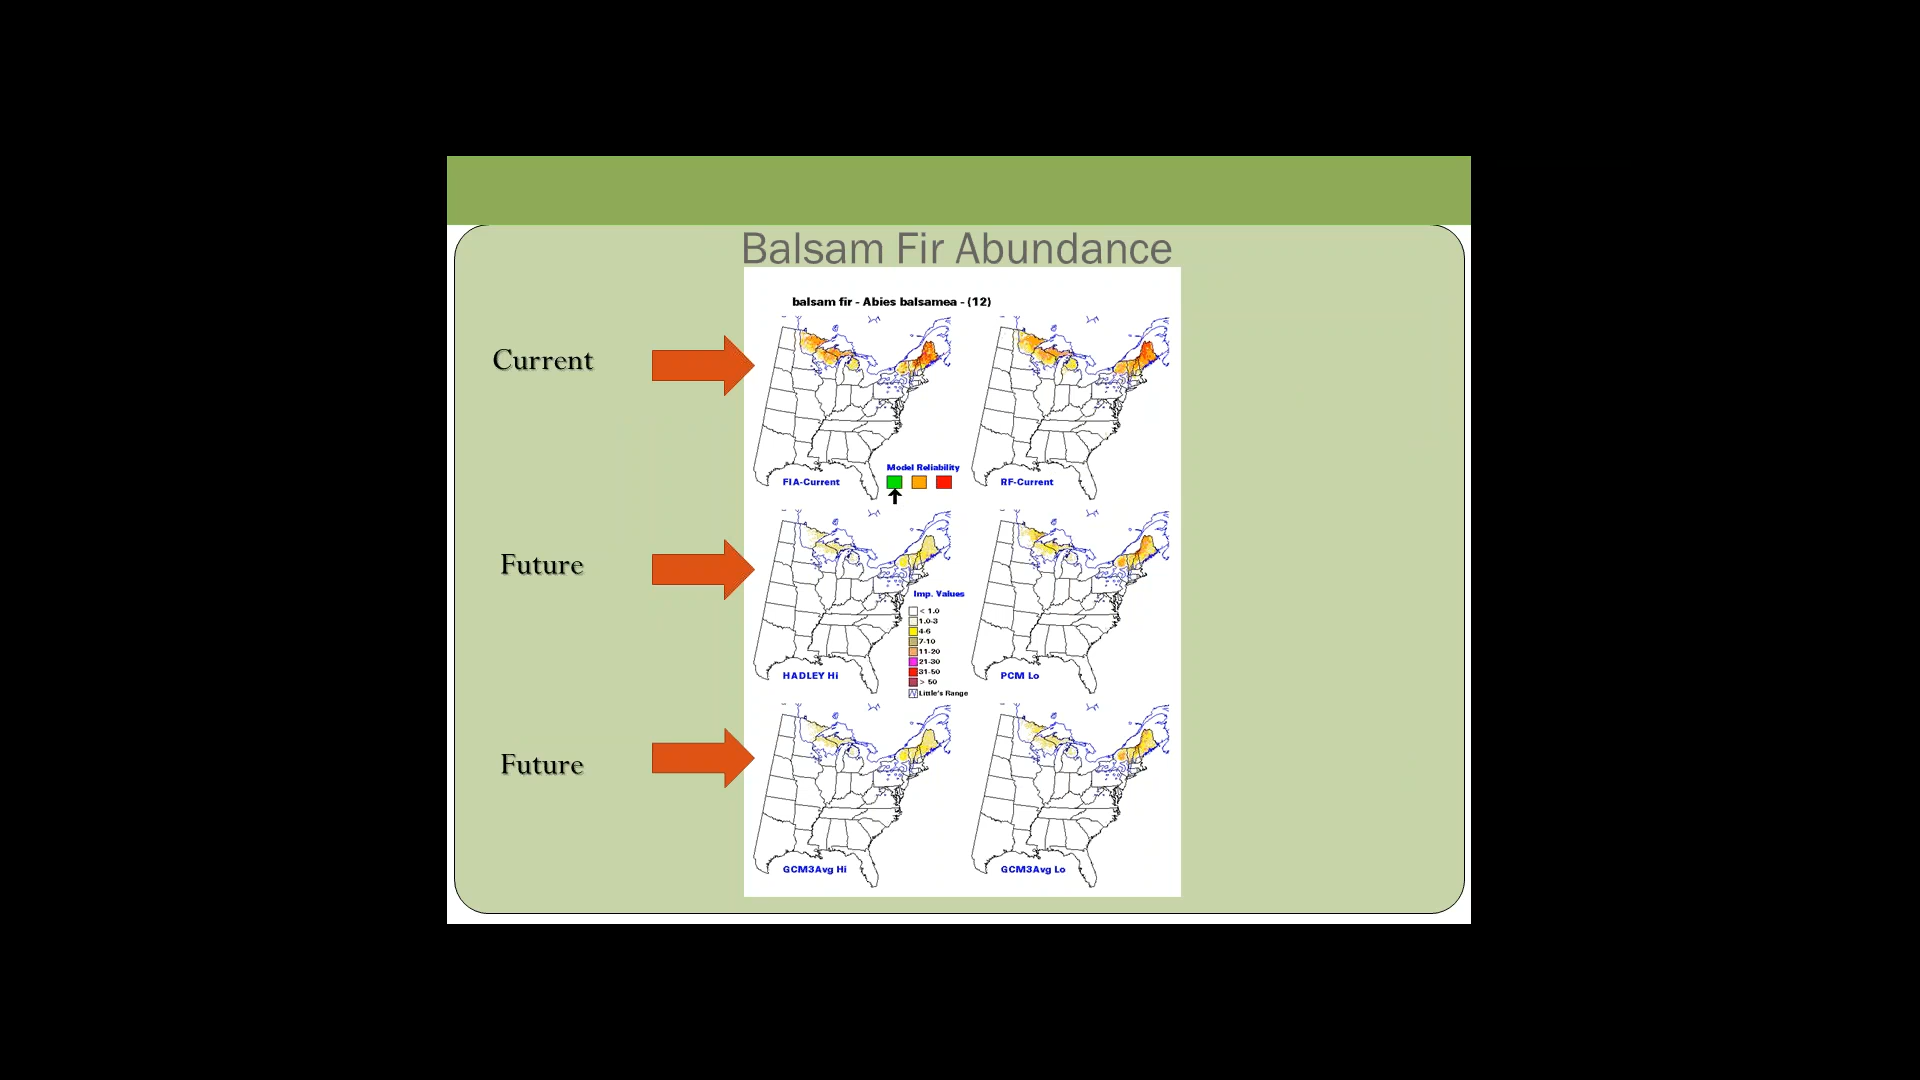 Balsam Fir Abundance
balsam fir - Abies balsamea - (12)
Current
Model Reliability
FIA-Current
RF-Current
Future
Imp. Values
< 1.0
1.0-3
4-6
7-10
11-20
21-30
31-50
> 50
Little's Range
HADLEY Hi
PCM Lo
Future
GCM3Avg Hi
GCM3Avg Lo